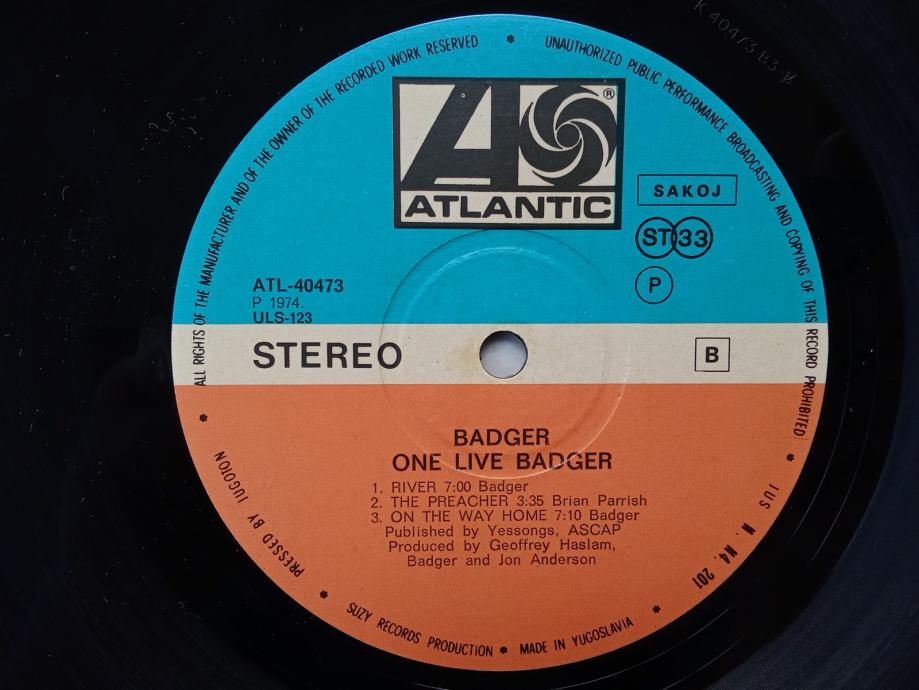 K 40473 B3
ALL RIGHTS OF THE MANUFACTURER AND OF THE OWNER OF THE RECORDED WORK RESERVED * UNAUTHORIZED PUBLIC PERFORMANCE BROADCASTING AND COPYING OF THIS RECORD PROHIBITED *
A ®
ATLANTIC
SAKOJ
ST 33
P
ATL-40473
P 1974.
ULS-123
STEREO
B
BADGER
ONE LIVE BADGER
1. RIVER 7:00 Badger
2. THE PREACHER 3:35 Brian Parrish
3. ON THE WAY HOME 7:10 Badger
Published by Yessongs, ASCAP
Produced by Geoffrey Haslam,
Badger and Jon Anderson
* PRESSED BY JUGOTON * SUZY RECORDS PRODUCTION * MADE IN YUGOSLAVIA * JUS N. N4. 201